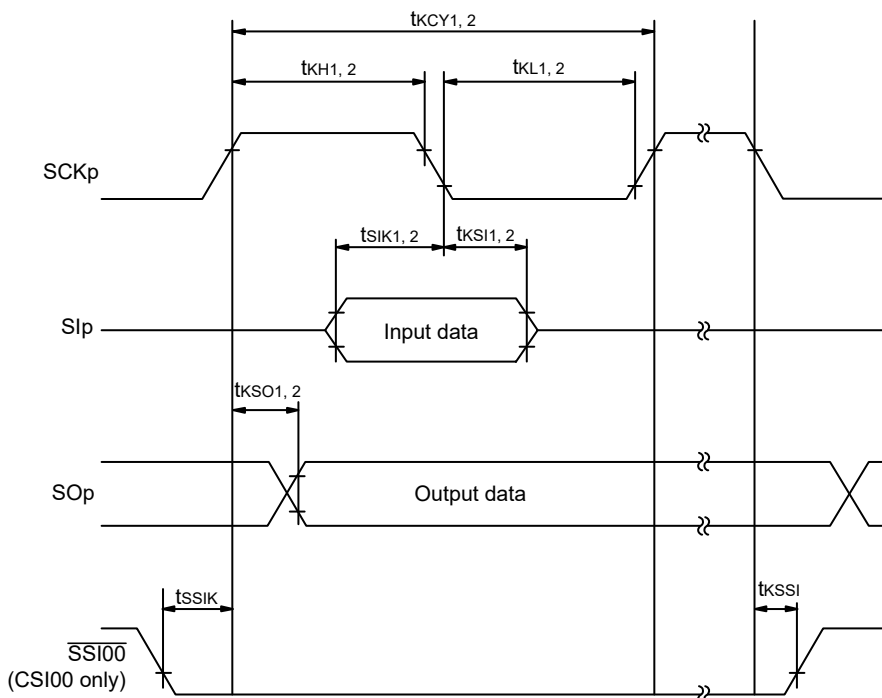 tKCY1, 2
tKH1, 2
tKL1, 2
SCKp
tSIK1, 2
tKSI1, 2
SIp
Input data
tKSO1, 2
SOp
Output data
tSSIK
tKSSI
SSI00
(CSI00 only)